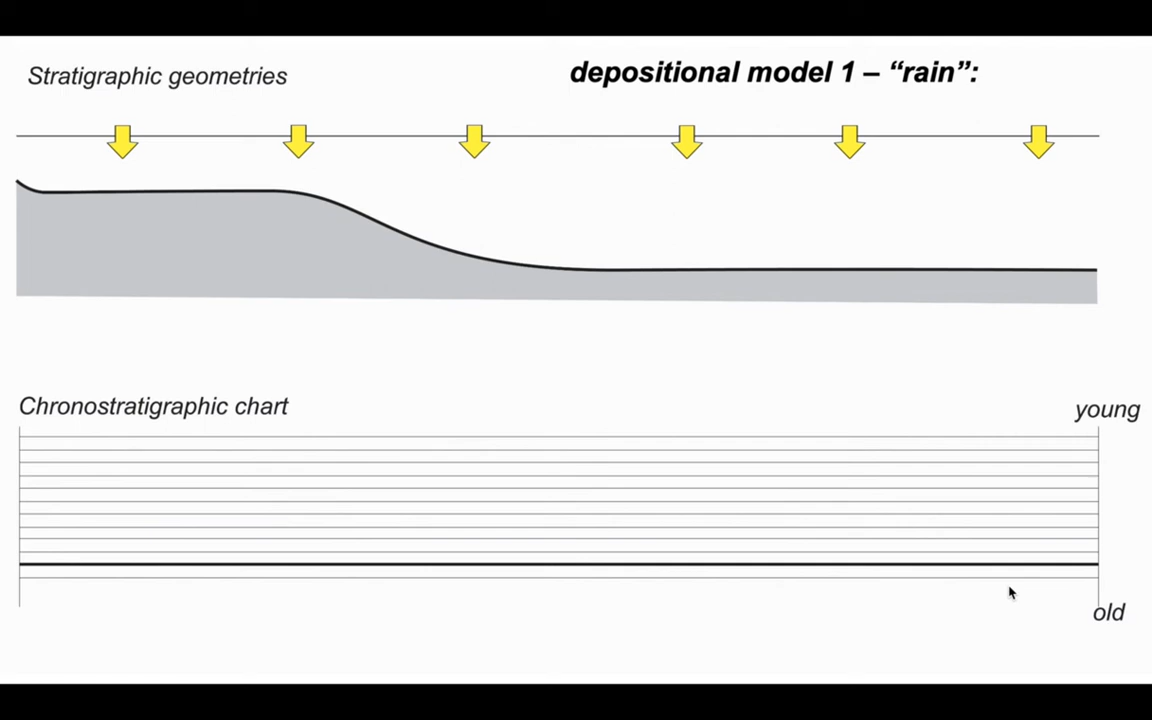 Stratigraphic geometries
depositional model 1 – “rain”:
Chronostratigraphic chart
young
old